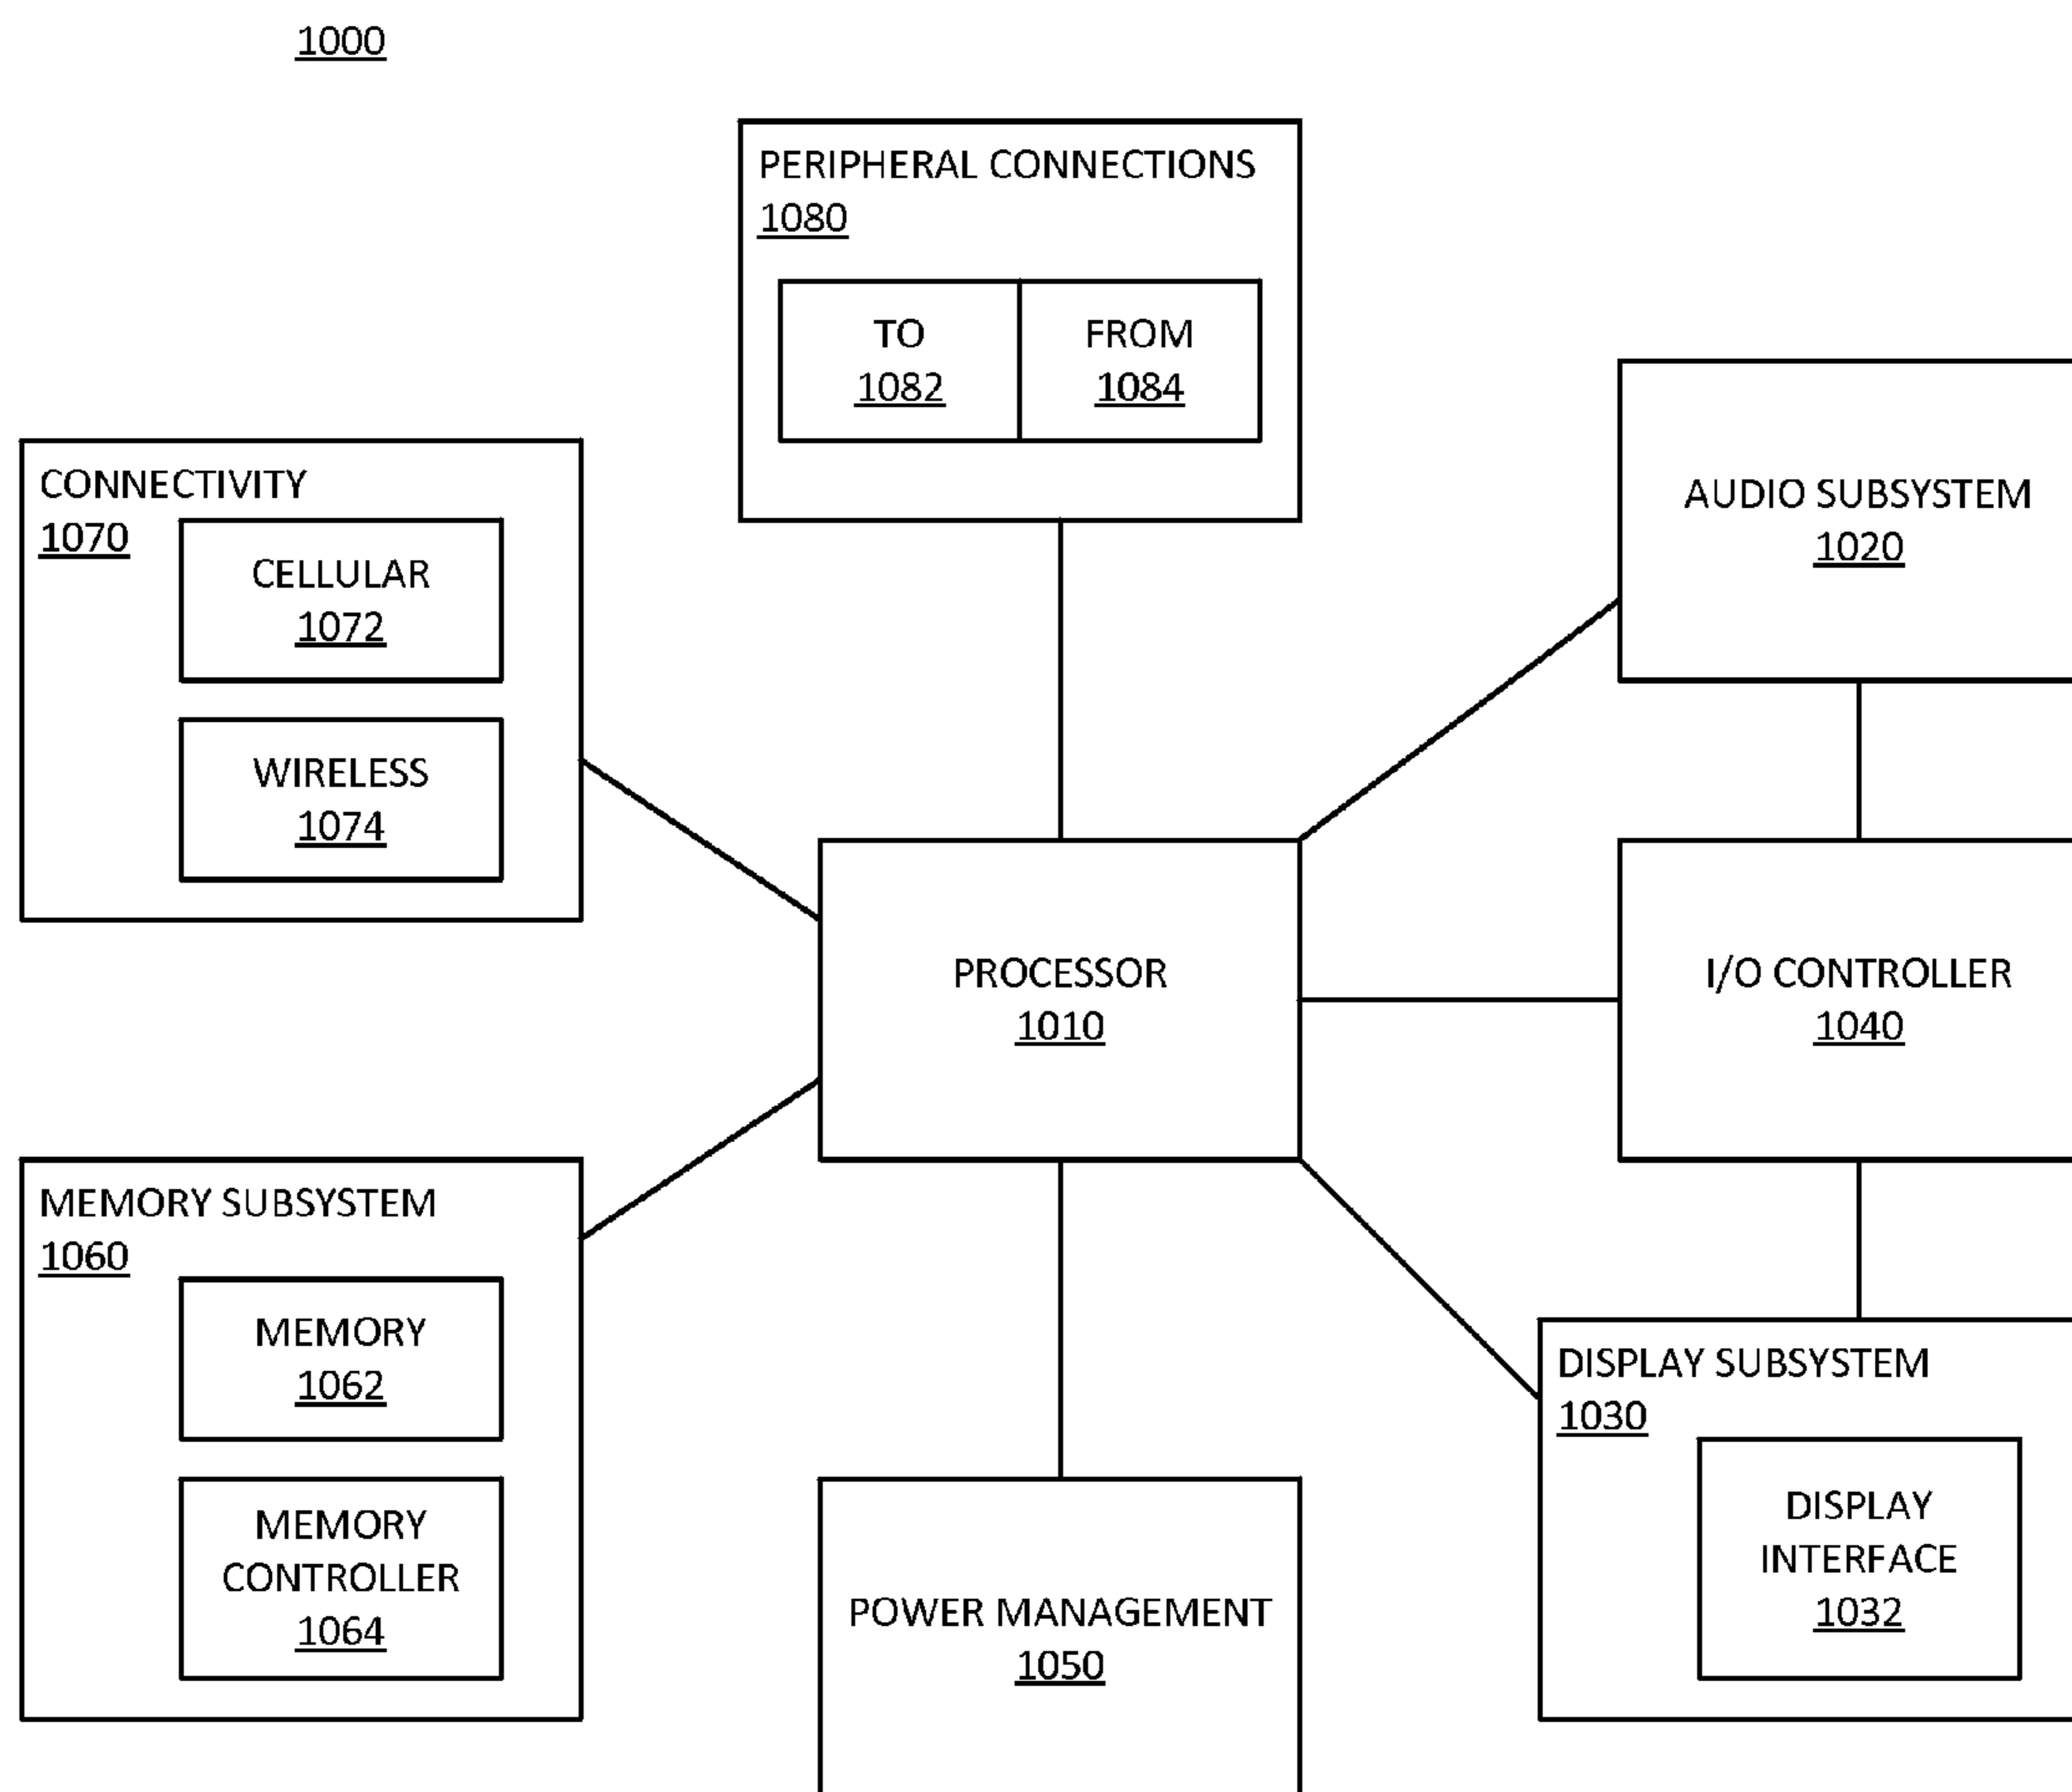 1000
PERIPHERAL CONNECTIONS
1080
TO
1082
FROM
1084
AUDIO SUBSYSTEM
1020
CONNECTIVITY
1070
CELLULAR
1072
WIRELESS
1074
PROCESSOR
1010
I/O CONTROLLER
1040
MEMORY SUBSYSTEM
1060
MEMORY
1062
MEMORY
CONTROLLER
1064
POWER MANAGEMENT
1050
DISPLAY SUBSYSTEM
1030
DISPLAY
INTERFACE
1032